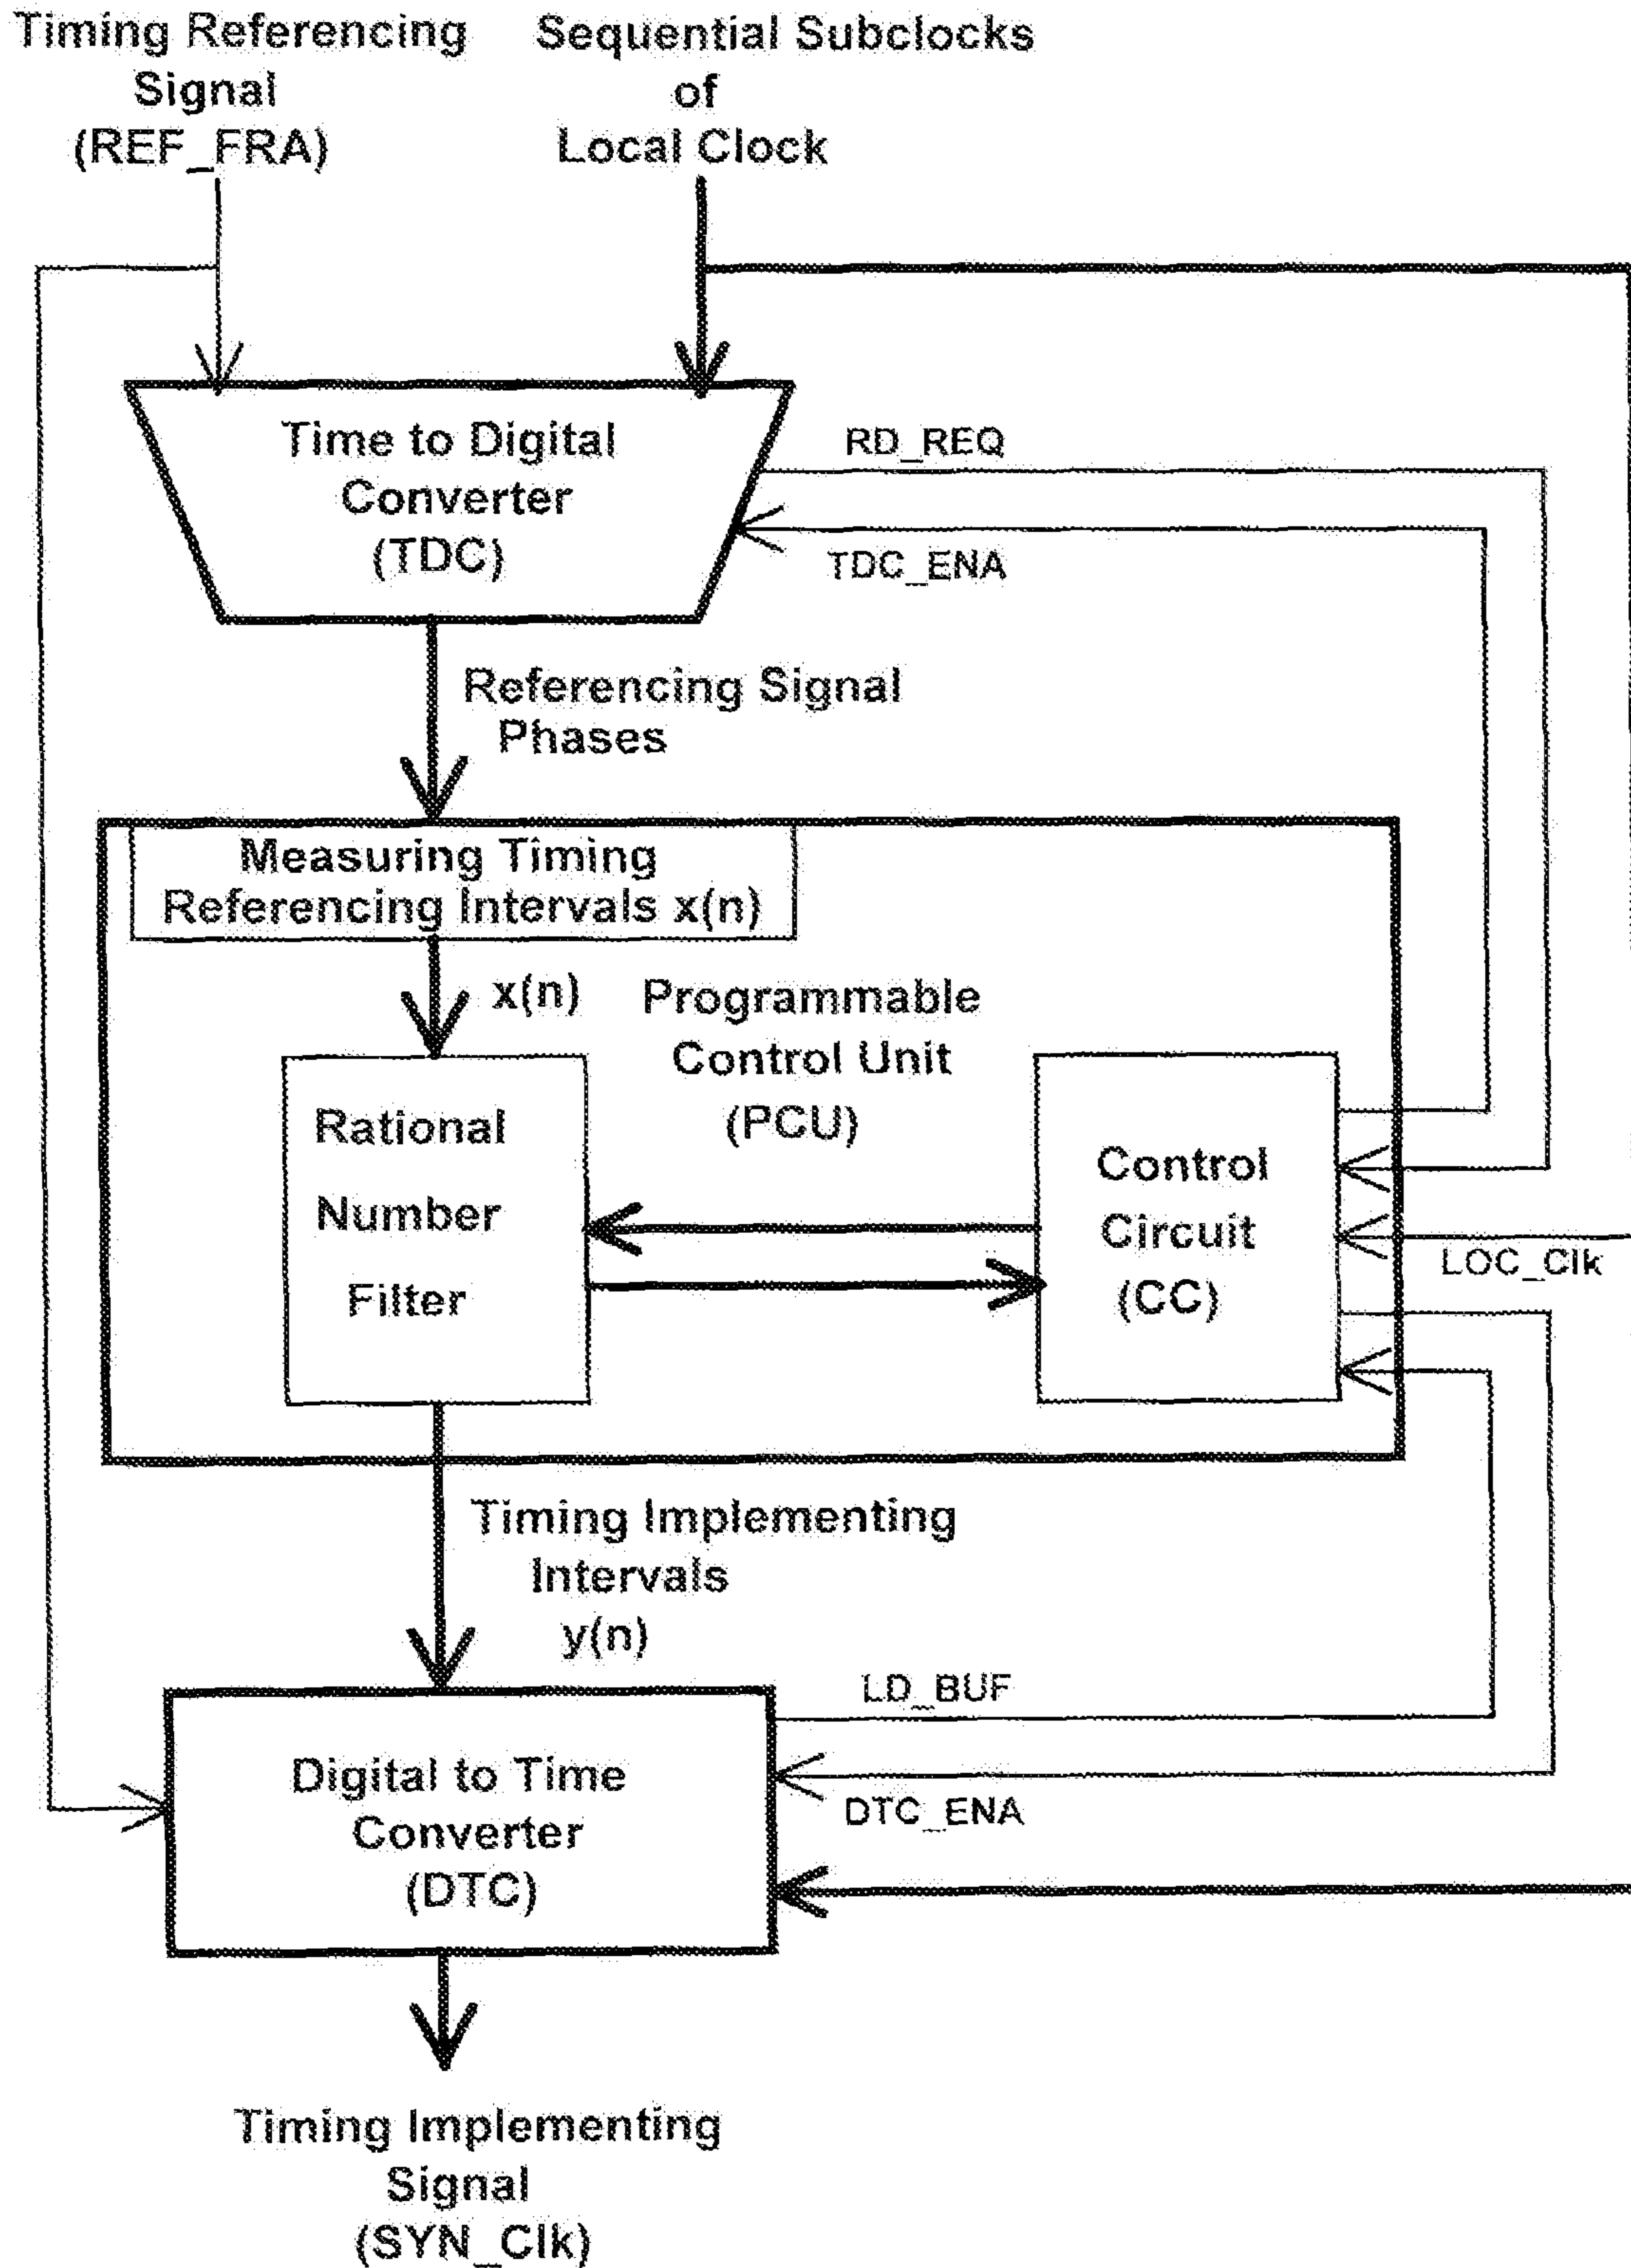 Timing Referencing
Signal
(REF_FRA)
Sequential Subclocks
of
Local Clock
Time to Digital
Converter
(TDC)
RD_REQ
TDC_ENA
Referencing Signal
Phases
Measuring Timing
Referencing Intervals x(n)
x(n)
Programmable
Control Unit
(PCU)
Rational
Number
Filter
Control
Circuit
(CC)
LOC_Clk
Timing Implementing
Intervals
y(n)
LD_BUF
Digital to Time
Converter
(DTC)
DTC_ENA
Timing Implementing
Signal
(SYN_Clk)